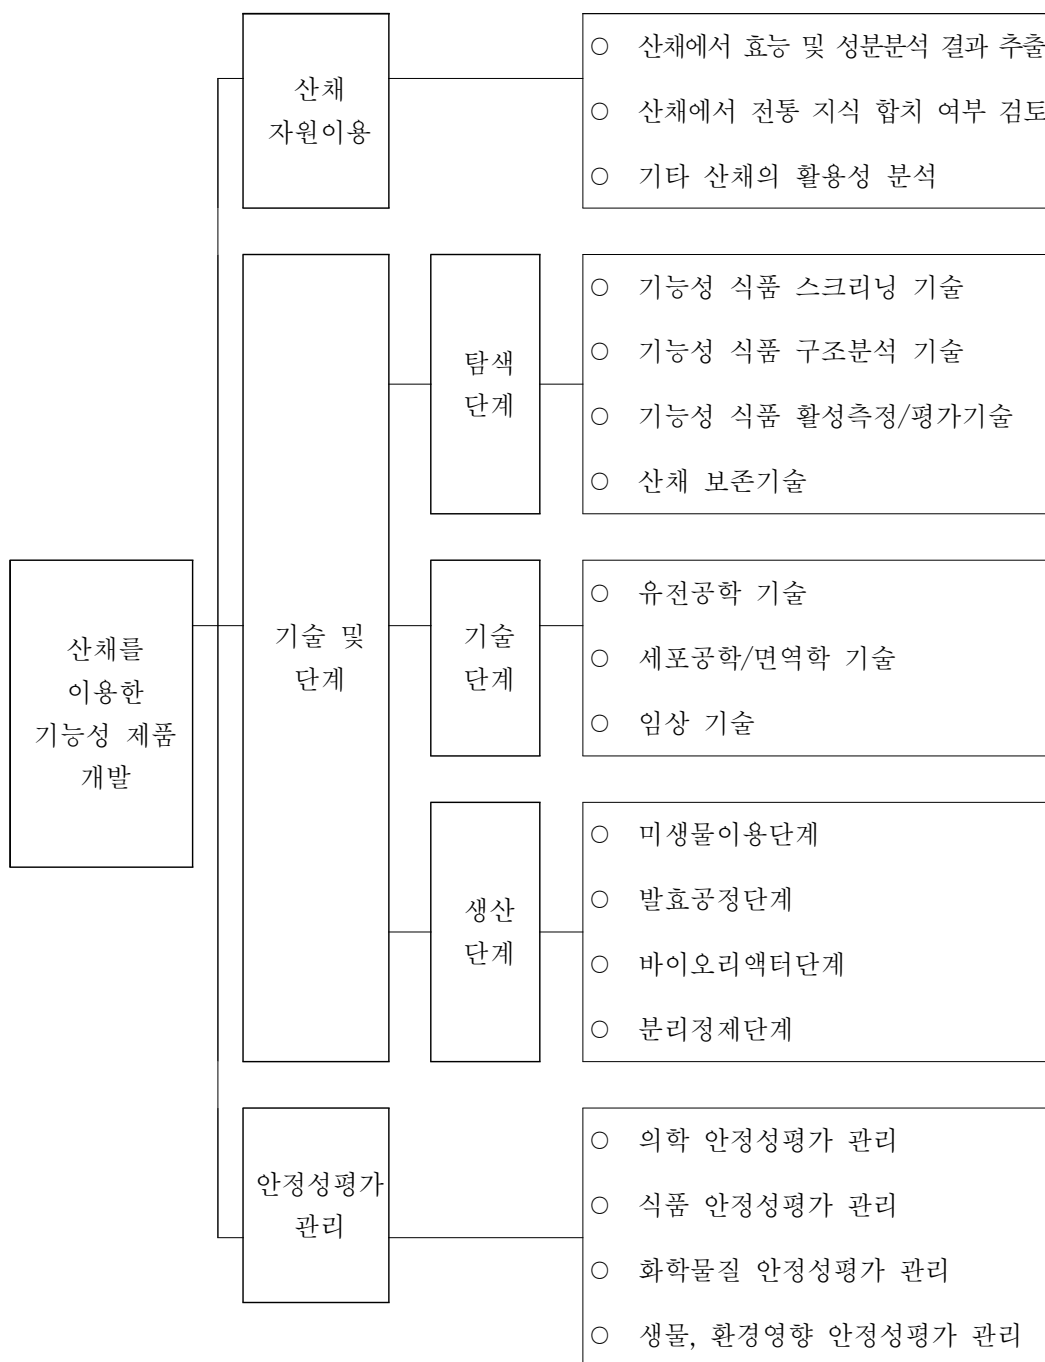 산채
자원이용
○ 산채에서 효능 및 성분분석 결과 추출
○ 산채에서 전통 지식 합치 여부 검토
○ 기타 산채의 활용성 분석
산채를
이용한
기능성 제품
개발
기술 및
단계
탐색
단계
○ 기능성 식품 스크리닝 기술
○ 기능성 식품 구조분석 기술
○ 기능성 식품 활성측정/평가기술
○ 산채 보존기술
기술
단계
○ 유전공학 기술
○ 세포공학/면역학 기술
○ 임상 기술
생산
단계
○ 미생물이용단계
○ 발효공정단계
○ 바이오리액터단계
○ 분리정제단계
안정성평가
관리
○ 의학 안정성평가 관리
○ 식품 안정성평가 관리
○ 화학물질 안정성평가 관리
○ 생물, 환경영향 안정성평가 관리